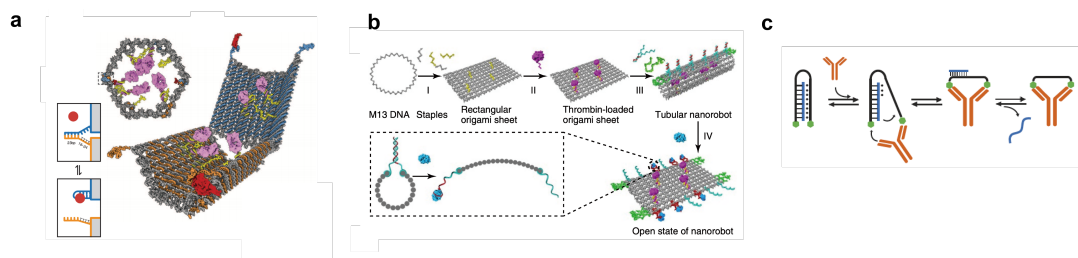 a
b
c
I
II
III
M13 DNA
Staples
Rectangular
origami sheet
Thrombin-loaded
origami sheet
Tubular nanorobot
IV
Open state of nanorobot